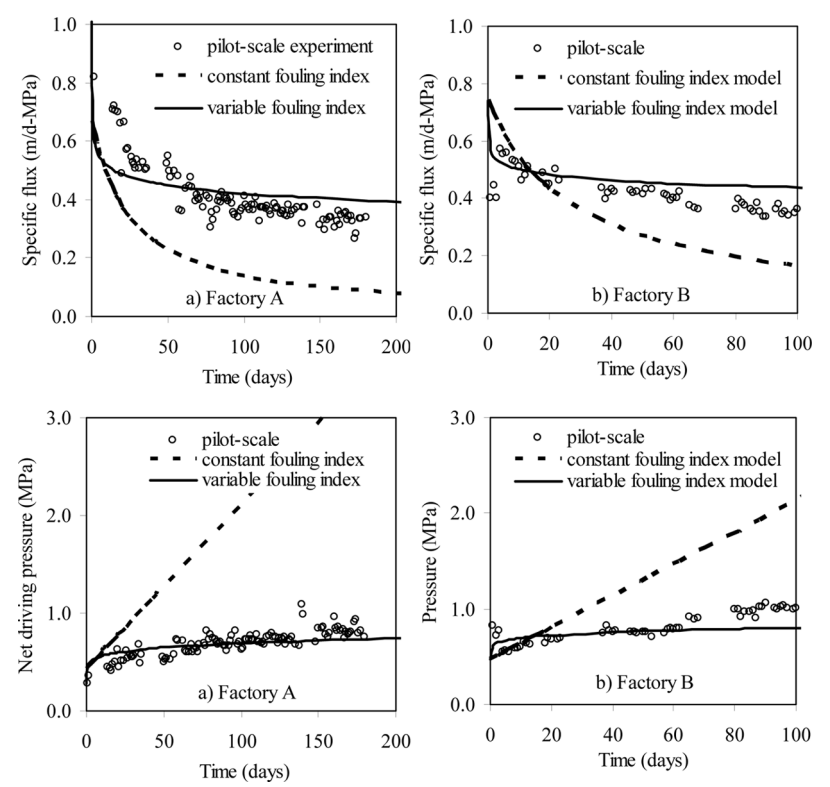 1.0
0.8
0.6
0.4
0.2
0.0
Specific flux (m/d-MPa)
pilot-scale experiment
constant fouling index
variable fouling index
a) Factory A
0 50 100 150 200
Time (days)
1.0
0.8
0.6
0.4
0.2
0.0
Specific flux (m/d-MPa)
pilot-scale
constant fouling index model
variable fouling index model
b) Factory B
0 20 40 60 80 100
Time (days)
3.0
2.0
1.0
0.0
Net driving pressure (MPa)
pilot-scale
constant fouling index
variable fouling index
a) Factory A
0 50 100 150 200
Time (days)
3.0
2.0
1.0
0.0
Pressure (MPa)
pilot-scale
constant fouling index model
variable fouling index model
b) Factory B
0 20 40 60 80 100
Time (days)